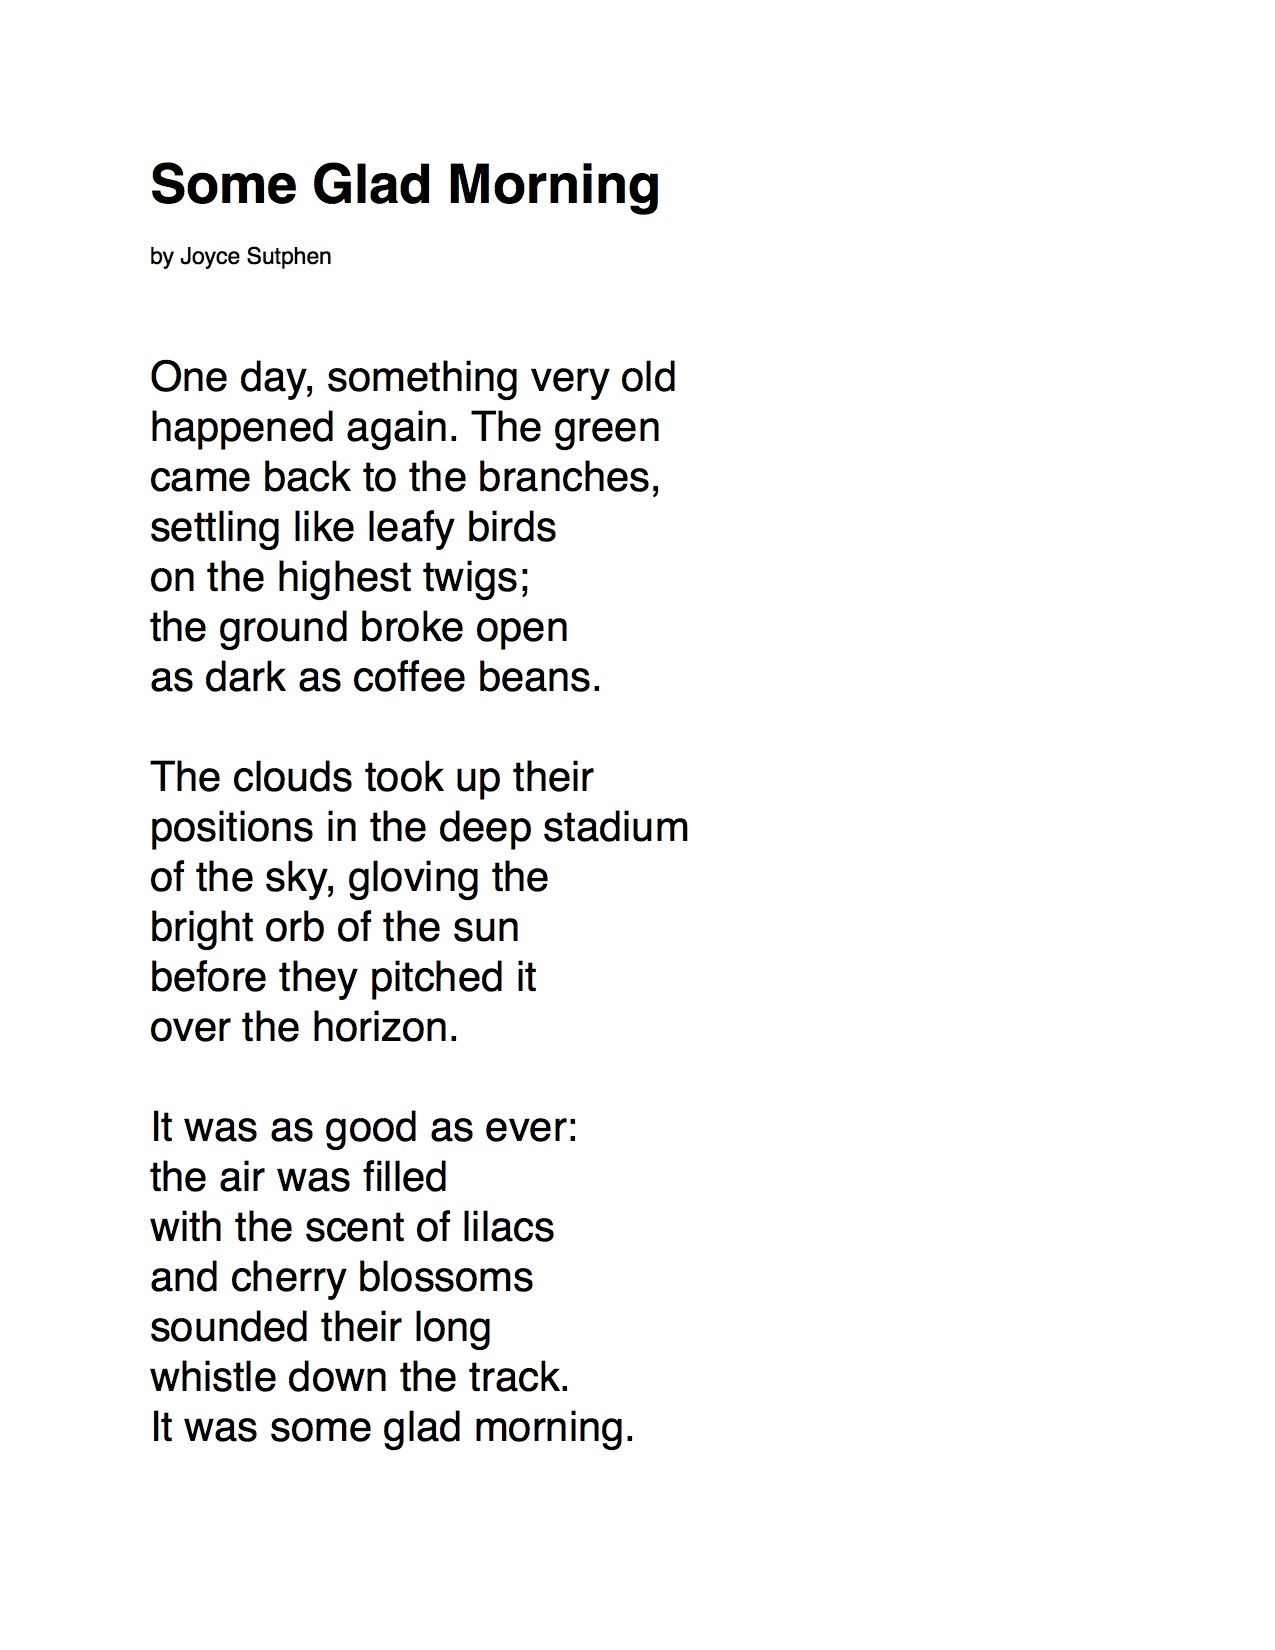 Some Glad Morning
by Joyce Sutphen
One day, something very old
happened again. The green
came back to the branches,
settling like leafy birds
on the highest twigs;
the ground broke open
as dark as coffee beans.
The clouds took up their
positions in the deep stadium
of the sky, gloving the
bright orb of the sun
before they pitched it
over the horizon.
It was as good as ever:
the air was filled
with the scent of lilacs
and cherry blossoms
sounded their long
whistle down the track.
It was some glad morning.